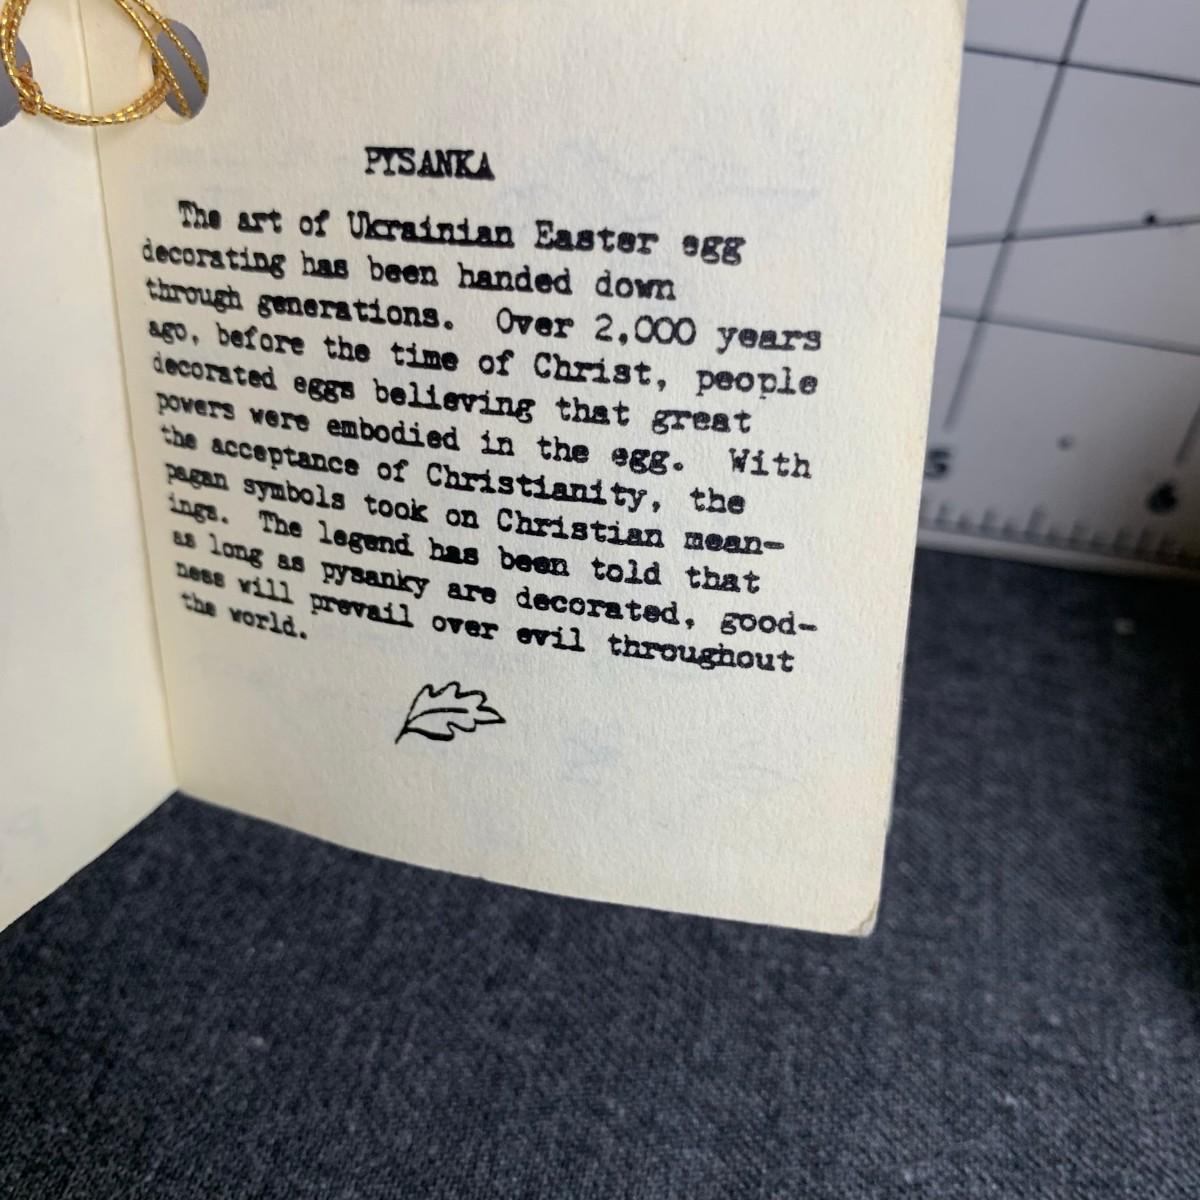 PYSANKA
The art of Ukrainian Easter egg
decorating has been handed down
through generations. Over 2,000 years
ago, before the time of Christ, people
decorated eggs believing that great
powers were embodied in the egg. With
the acceptance of Christianity, the
pagan symbols took on Christian mean-
ings. The legend has been told that
as long as pysanky are decorated, good-
ness will prevail over evil throughout
the world.
5
6